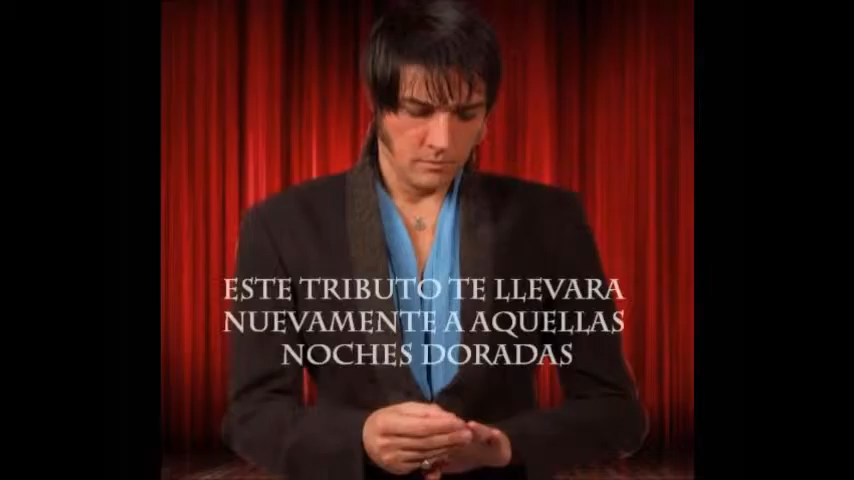 ESTE TRIBUTO TE LLEVARA
NUEVAMENTE A AQUELLAS
NOCHES DORADAS